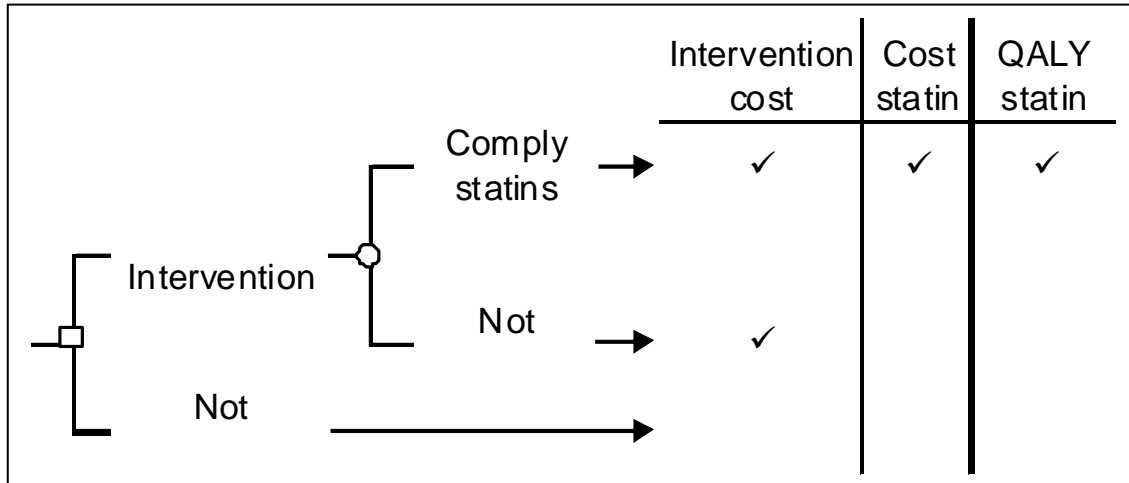 Intervention cost
Cost statin
QALY statin
Comply statins
✓ ✓ ✓
Intervention
Not
✓
Not